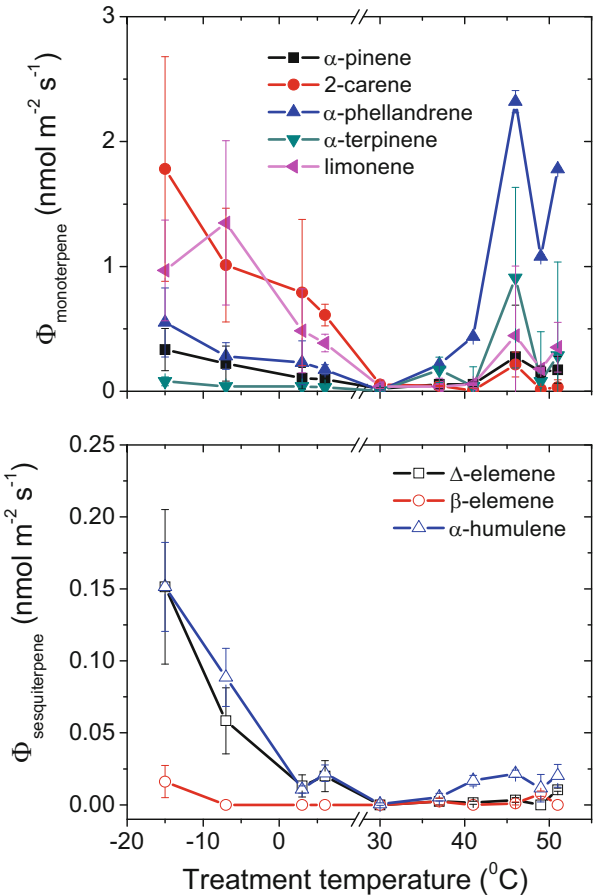 3
2
1
0
Φmonoterpene (nmol m-2 s-1)
α-pinene
2-carene
α-phellandrene
α-terpinene
limonene
0.25
0.20
0.15
0.10
0.05
0.00
Φsesquiterpene (nmol m-2 s-1)
Δ-elemene
β-elemene
α-humulene
-20 -10 0 30 40 50
Treatment temperature (0C)